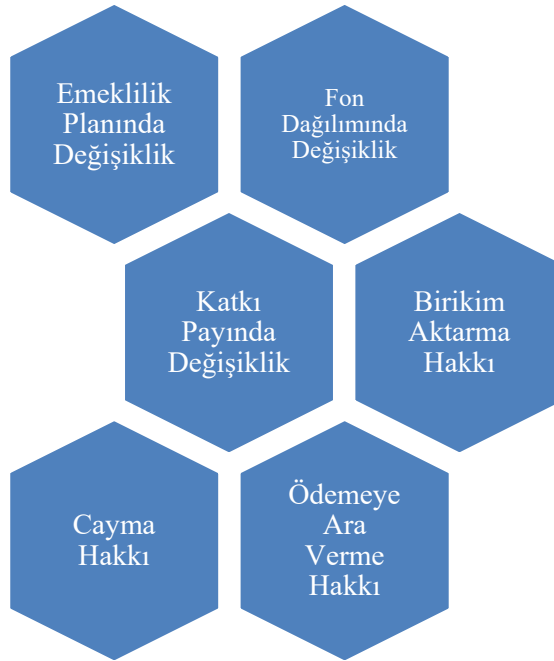 Emeklilik
Planında
Değişiklik
Fon
Dağılımında
Değişiklik
Katkı
Payında
Değişiklik
Birikim
Aktarma
Hakkı
Cayma
Hakkı
Ödemeye
Ara
Verme
Hakkı